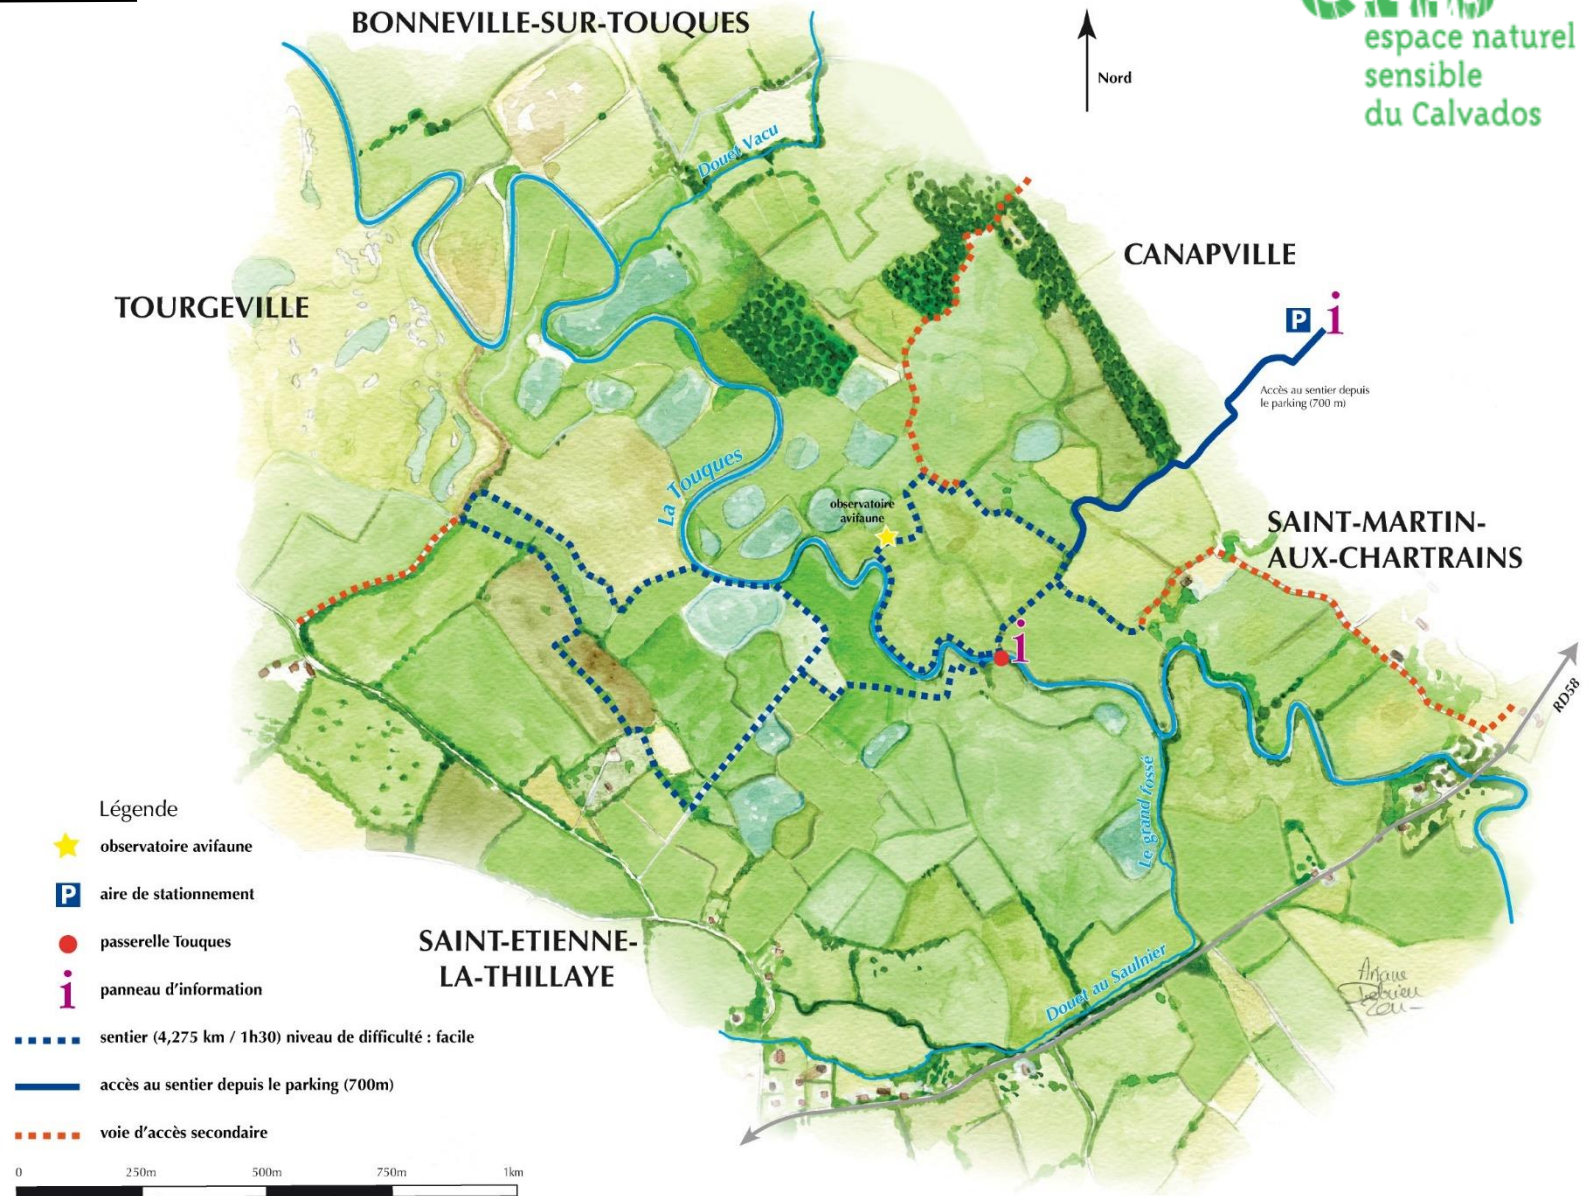 BONNEVILLE-SUR-TOUQUES
espace naturel
sensible
du Calvados
Nord
Douet Vacu
CANAPVILLE
TOURGEVILLE
P i
Accès au sentier depuis
le parking (700 m)
La Touques
observatoire
avifaune
SAINT-MARTIN-
AUX-CHARTRAINS
i
RD58
Le grand fossé
Légende
observatoire avifaune
P aire de stationnement
passerelle Touques
i panneau d'information
sentier (4,275 km / 1h30) niveau de difficulté : facile
accès au sentier depuis le parking (700m)
voie d'accès secondaire
SAINT-ETIENNE-
LA-THILLAYE
Douet au Saulnier
0 250m 500m 750m 1km